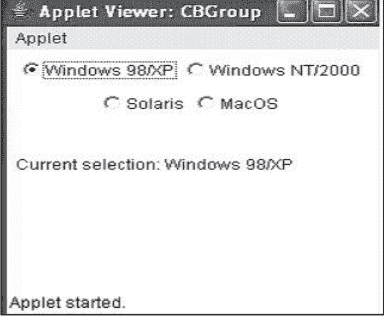 Applet Viewer: CBGroup
Applet
Windows 98/XP Windows NT/2000
Solaris MacOS
Current selection: Windows 98/XP
Applet started.